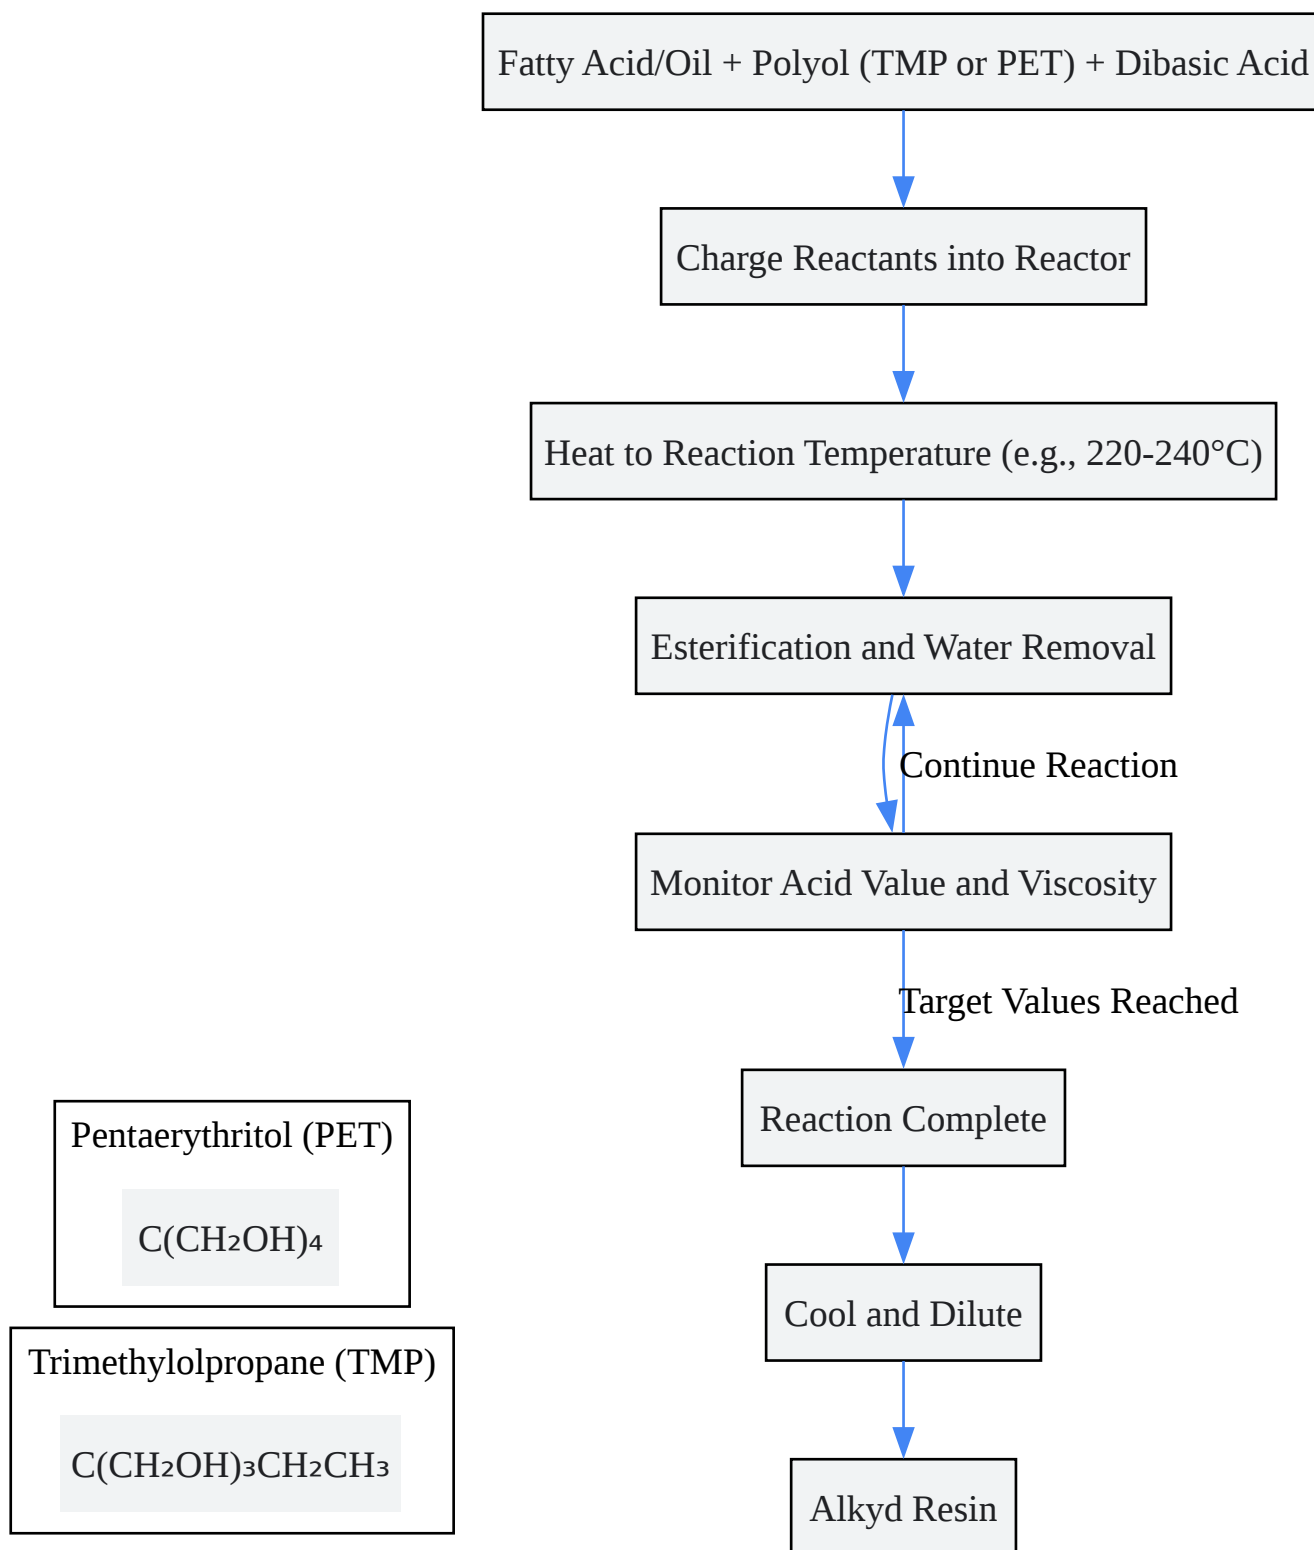 Fatty Acid/Oil + Polyol (TMP or PET) + Dibasic Acid
Charge Reactants into Reactor
Heat to Reaction Temperature (e.g., 220-240°C)
Esterification and Water Removal
Continue Reaction
Monitor Acid Value and Viscosity
Target Values Reached
Reaction Complete
Cool and Dilute
Alkyd Resin
Pentaerythritol (PET)
C(CH₂OH)₄
Trimethylolpropane (TMP)
C(CH₂OH)₃CH₂CH₃